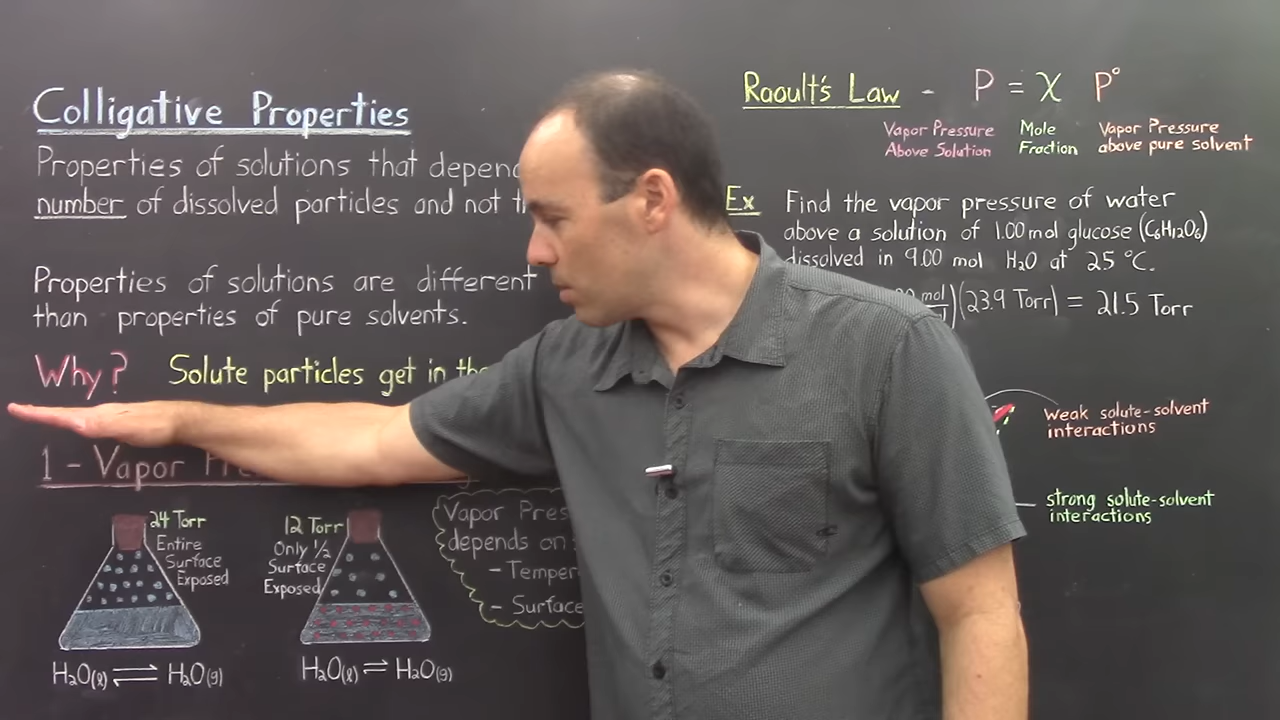 Colligative Properties
Properties of solutions that depend
number of dissolved particles and not
Properties of solutions are different
than properties of pure solvents.
Why? Solute particles get in the
1 - Vapor
24 Torr
Entire
Surface
Exposed
H₂O(l) ⇌ H₂O(g)
12 Torr
Only 1/2
Surface
Exposed
H₂O(l) ⇌ H₂O(g)
Vapor Pres
depends on
- Temper
- Surface
Raoult's Law - P = χ P°
Vapor Pressure
Above Solution
Mole
Fraction
Vapor Pressure
above pure solvent
Ex Find the vapor pressure of water
above a solution of 1.00 mol glucose (C₆H₁₂O₆)
dissolved in 9.00 mol H₂O at 25 °C.
mol)(23.9 Torr) = 21.5 Torr
Weak solute-solvent
interactions
strong solute-solvent
interactions